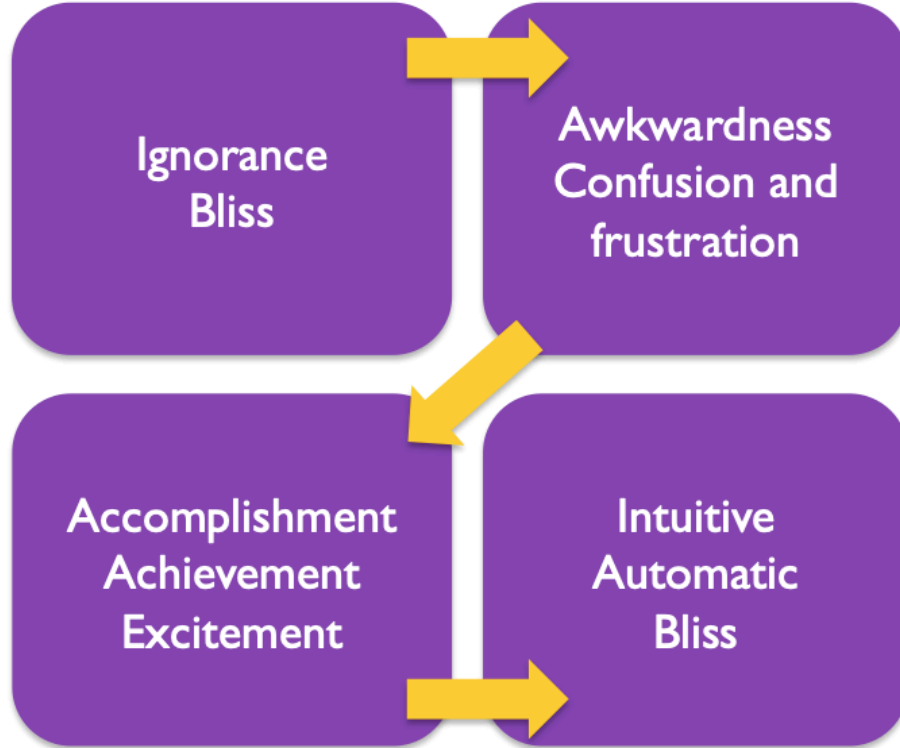 Ignorance
Bliss
Awkwardness
Confusion and
frustration
Accomplishment
Achievement
Excitement
Intuitive
Automatic
Bliss